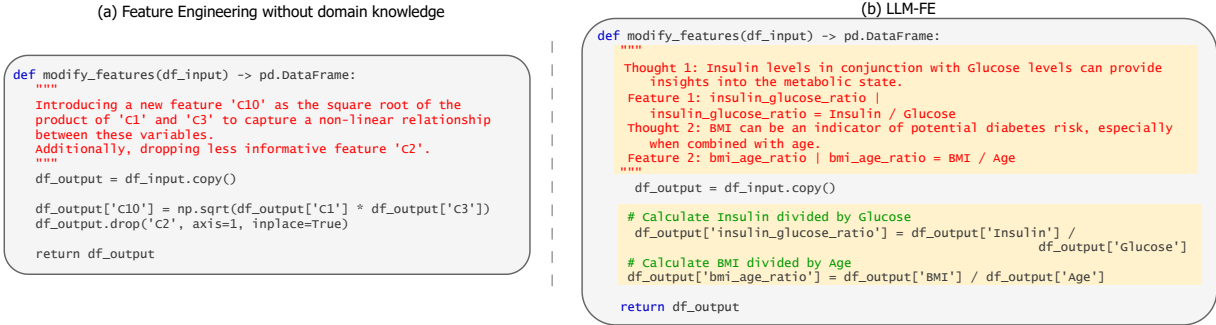 (a) Feature Engineering without domain knowledge
def modify_features(df_input) -> pd.DataFrame:
"""
Introducing a new feature 'C10' as the square root of the
product of 'C1' and 'C3' to capture a non-linear relationship
between these variables.
Additionally, dropping less informative feature 'C2'.
"""
df_output = df_input.copy()
df_output['C10'] = np.sqrt(df_output['C1'] * df_output['C3'])
df_output.drop('C2', axis=1, inplace=True)
return df_output
(b) LLM-FE
def modify_features(df_input) -> pd.DataFrame:
"""
Thought 1: Insulin levels in conjunction with Glucose levels can provide
insights into the metabolic state.
Feature 1: insulin_glucose_ratio |
insulin_glucose_ratio = Insulin / Glucose
Thought 2: BMI can be an indicator of potential diabetes risk, especially
when combined with age.
Feature 2: bmi_age_ratio | bmi_age_ratio = BMI / Age
"""
df_output = df_input.copy()
# Calculate Insulin divided by Glucose
df_output['insulin_glucose_ratio'] = df_output['Insulin'] /
df_output['Glucose']
# Calculate BMI divided by Age
df_output['bmi_age_ratio'] = df_output['BMI'] / df_output['Age']
return df_output